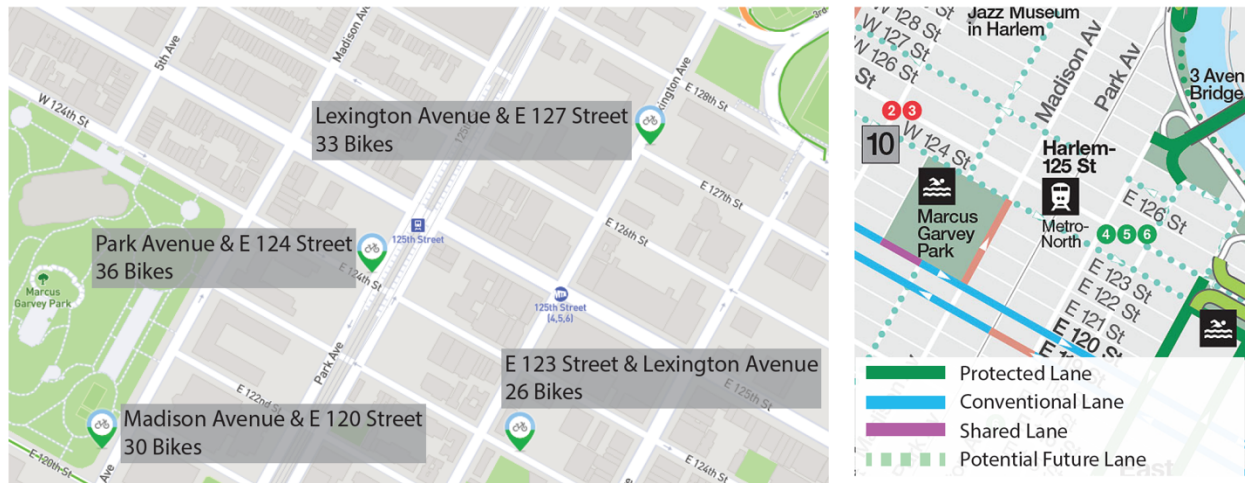 3rd
5th Ave
Madison Ave
W 124th St
Lexington Avenue & E 127 Street
33 Bikes
125th
E 128th St
E 127th St
E 126th St
Park Avenue & E 124 Street
36 Bikes
125th Street
E 124th St
Marcus
Garvey Park
125th Street
(4,5,6)
Park Ave
E 123 Street & Lexington Avenue
26 Bikes
E 125th St
E 122nd St
Madison Avenue & E 120 Street
30 Bikes
E 120th St
Ave
E 124th St
Jazz Museum
in Harlem
W 128 St
W 127 St
W 126 St
St
Madison Av
Park Av
3 Aven
Bridge
2 3
10
W 124 St
Harlem-
125 St
Marcus
Garvey
Park
Metro-
North
E 126 St
4 5 6
E 123 St
E 122 St
E 121 St
E 120 St
Protected Lane
Conventional Lane
Shared Lane
Potential Future Lane
East